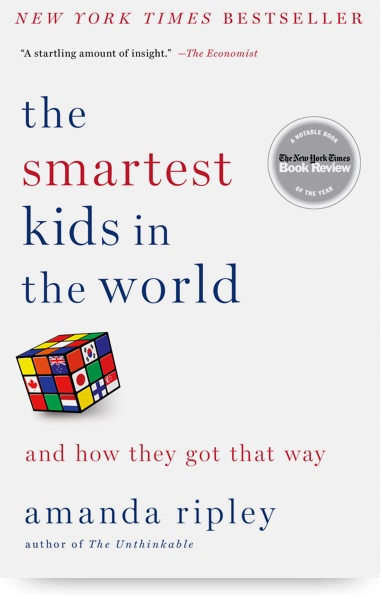 NEW YORK TIMES BESTSELLER
“A startling amount of insight.” —The Economist
the
smartest
kids in
the world
A NOTABLE BOOK
The New York Times
Book Review
OF THE YEAR
and how they got that way
amanda ripley
author of The Unthinkable